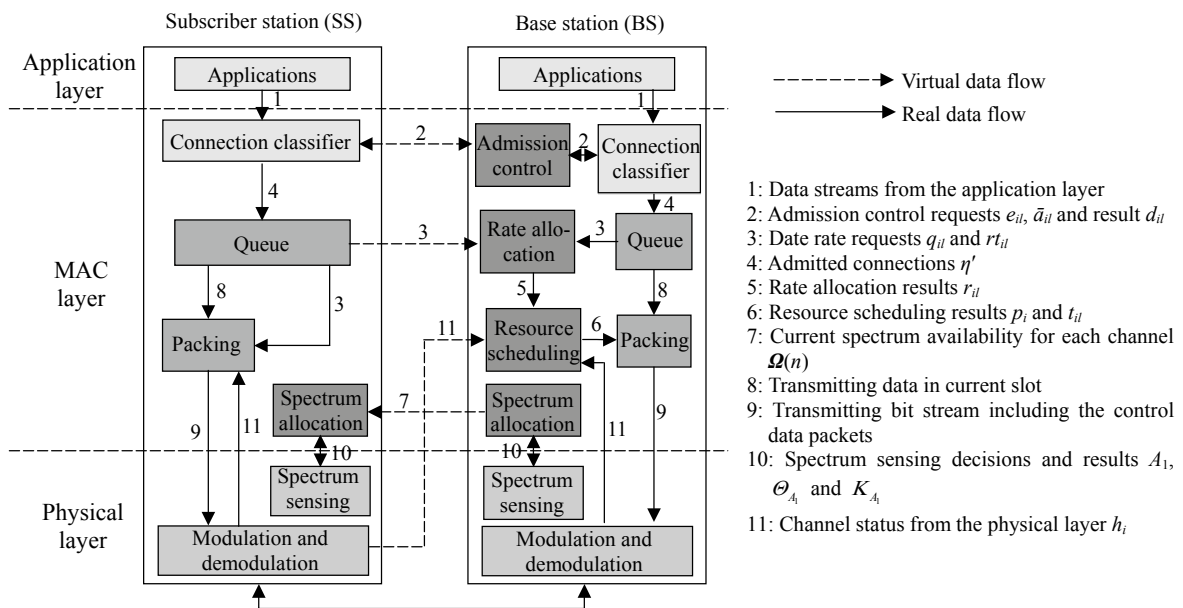 Subscriber station (SS)
Base station (BS)
Application
layer
Applications
Applications
Virtual data flow
Real data flow
1
1
Connection classifier
2
Admission
control
2
Connection
classifier
4
4
MAC
layer
Queue
3
Rate allo-
cation
3
Queue
8
3
5
8
Packing
11
Resource
scheduling
6
Packing
Spectrum
allocation
7
Spectrum
allocation
9
11
11
9
10
10
Physical
layer
Spectrum
sensing
Spectrum
sensing
Modulation and
demodulation
Modulation and
demodulation
1: Data streams from the application layer
2: Admission control requests e_il, ā_il and result d_il
3: Date rate requests q_il and rt_il
4: Admitted connections η′
5: Rate allocation results r_il
6: Resource scheduling results p_i and t_il
7: Current spectrum availability for each channel
Ω(n)
8: Transmitting data in current slot
9: Transmitting bit stream including the control
data packets
10: Spectrum sensing decisions and results A_1,
Θ_A_1 and K_A_1
11: Channel status from the physical layer h_i